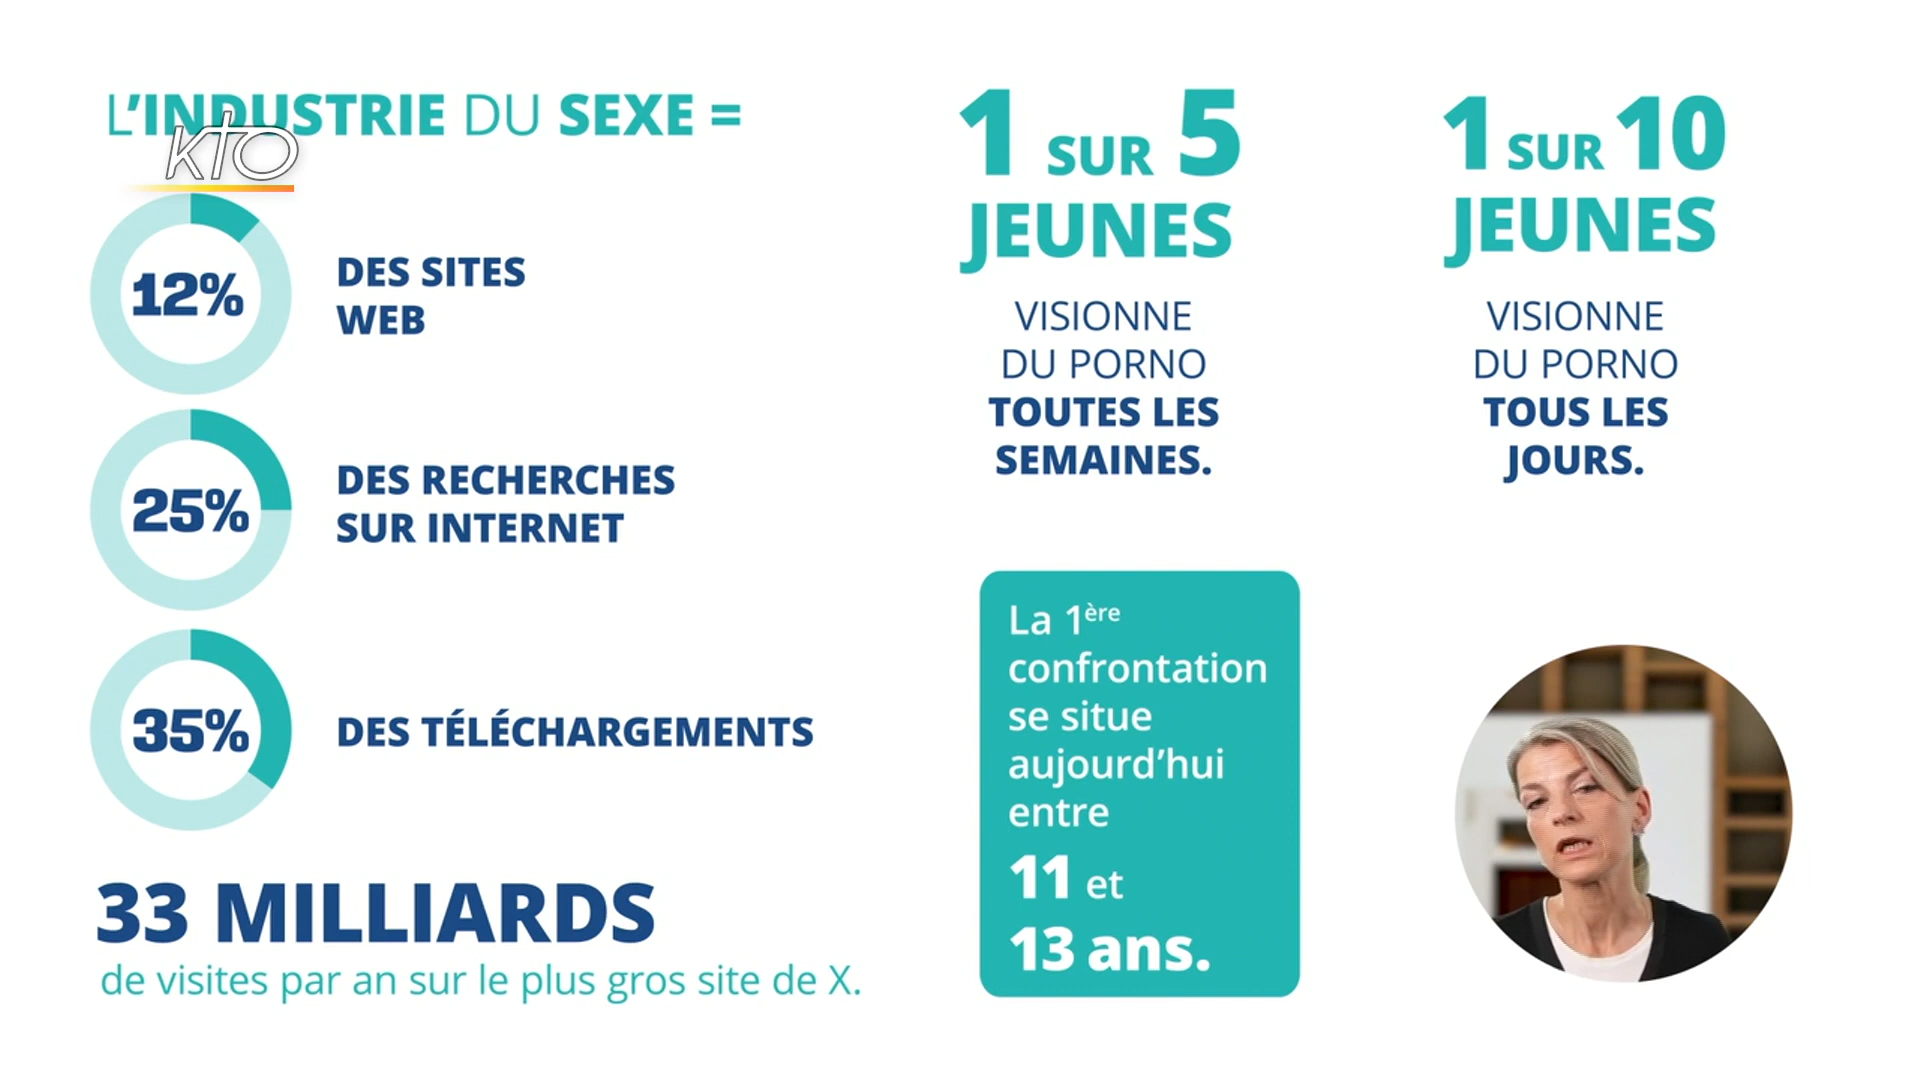 L'INDUSTRIE DU SEXE =
KTO
12%
DES SITES
WEB
25%
DES RECHERCHES
SUR INTERNET
35%
DES TÉLÉCHARGEMENTS
33 MILLIARDS
de visites par an sur le plus gros site de X.
1 SUR 5
JEUNES
VISIONNE
DU PORNO
TOUTES LES
SEMAINES.
1 SUR 10
JEUNES
VISIONNE
DU PORNO
TOUS LES
JOURS.
La 1ère
confrontation
se situe
aujourd'hui
entre
11 et
13 ans.